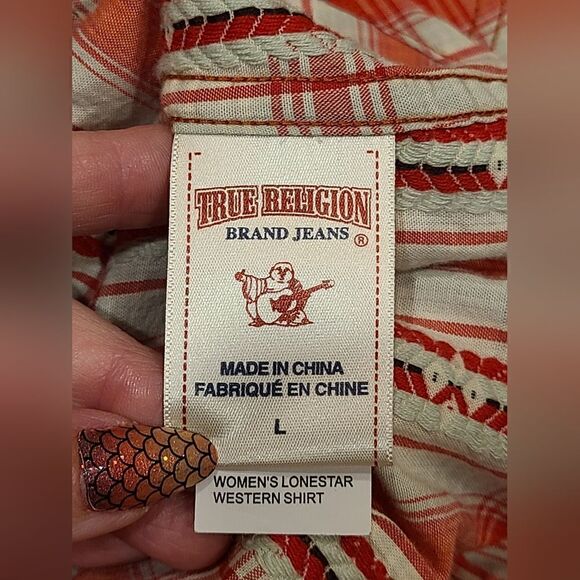 TRUE RELIGION
BRAND JEANS®
MADE IN CHINA
FABRIQUÉ EN CHINE
L
WOMEN'S LONESTAR
WESTERN SHIRT